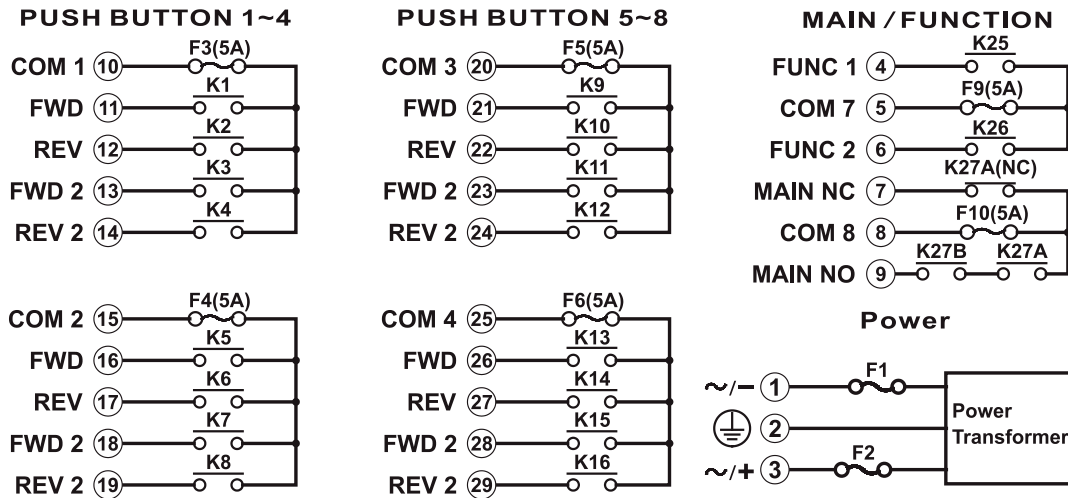 PUSH BUTTON 1~4
F3(5A)
COM 1 10
K1
FWD 11
K2
REV 12
K3
FWD 2 13
K4
REV 2 14
F4(5A)
COM 2 15
K5
FWD 16
K6
REV 17
K7
FWD 2 18
K8
REV 2 19
PUSH BUTTON 5~8
F5(5A)
COM 3 20
K9
FWD 21
K10
REV 22
K11
FWD 2 23
K12
REV 2 24
F6(5A)
COM 4 25
K13
FWD 26
K14
REV 27
K15
FWD 2 28
K16
REV 2 29
MAIN / FUNCTION
K25
FUNC 1 4
F9(5A)
COM 7 5
K26
FUNC 2 6
K27A(NC)
MAIN NC 7
F10(5A)
COM 8 8
K27B K27A
MAIN NO 9
Power
F1
~/− 1
2
F2
~/+ 3
Power
Transformer